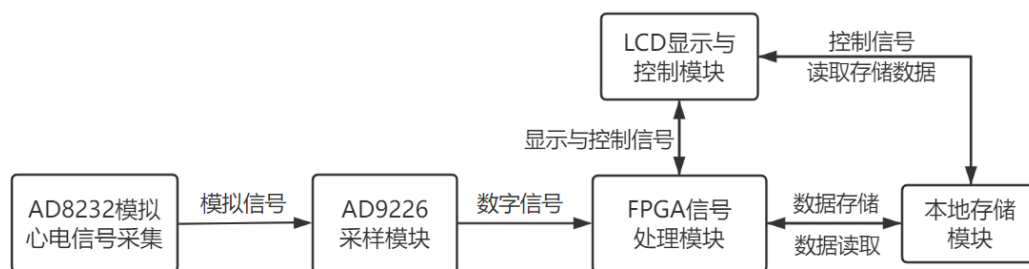 LCD显示与
控制模块
控制信号
读取存储数据
显示与控制信号
AD8232模拟
心电信号采集
模拟信号
AD9226
采样模块
数字信号
FPGA信号
处理模块
数据存储
数据读取
本地存储
模块